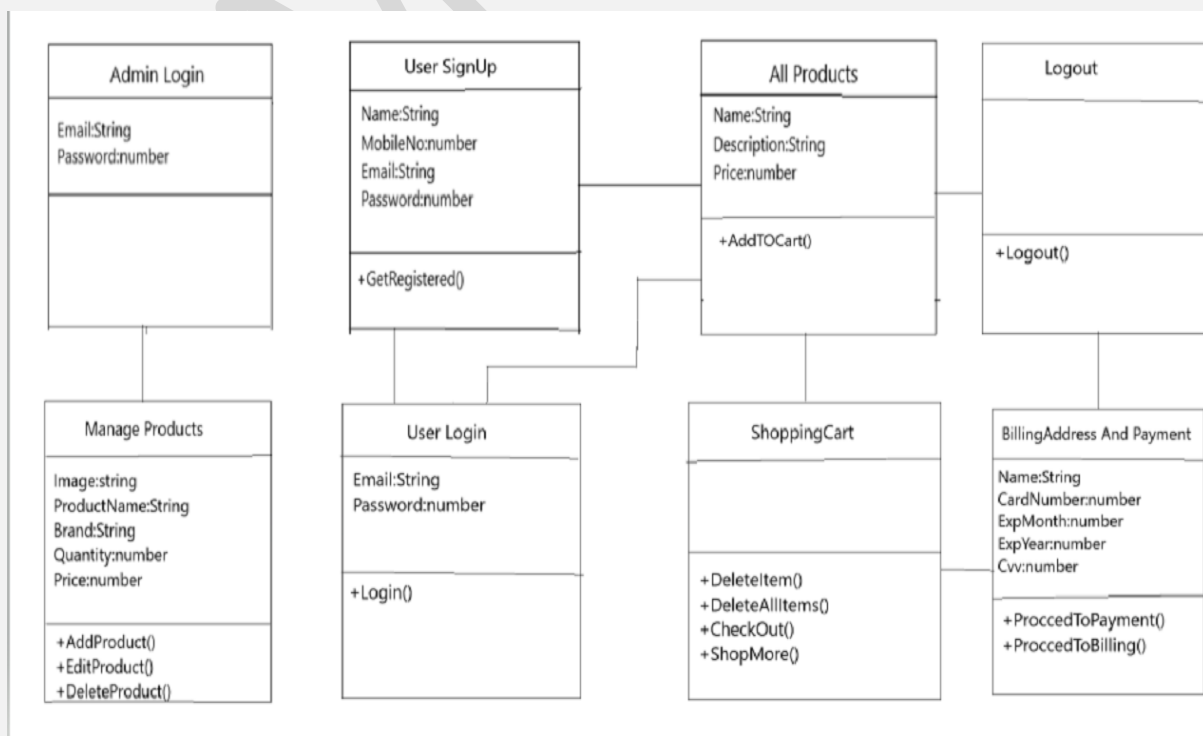 Admin Login
Email:String
Password:number
User SignUp
Name:String
MobileNo:number
Email:String
Password:number
+GetRegistered()
All Products
Name:String
Description:String
Price:number
+AddTOCart()
Logout
+Logout()
Manage Products
Image:string
ProductName:String
Brand:String
Quantity:number
Price:number
+AddProduct()
+EditProduct()
+DeleteProduct()
User Login
Email:String
Password:number
+Login()
ShoppingCart
+DeleteItem()
+DeleteAllItems()
+CheckOut()
+ShopMore()
BillingAddress And Payment
Name:String
CardNumber:number
ExpMonth:number
ExpYear:number
Cvv:number
+ProccedToPayment()
+ProccedToBilling()